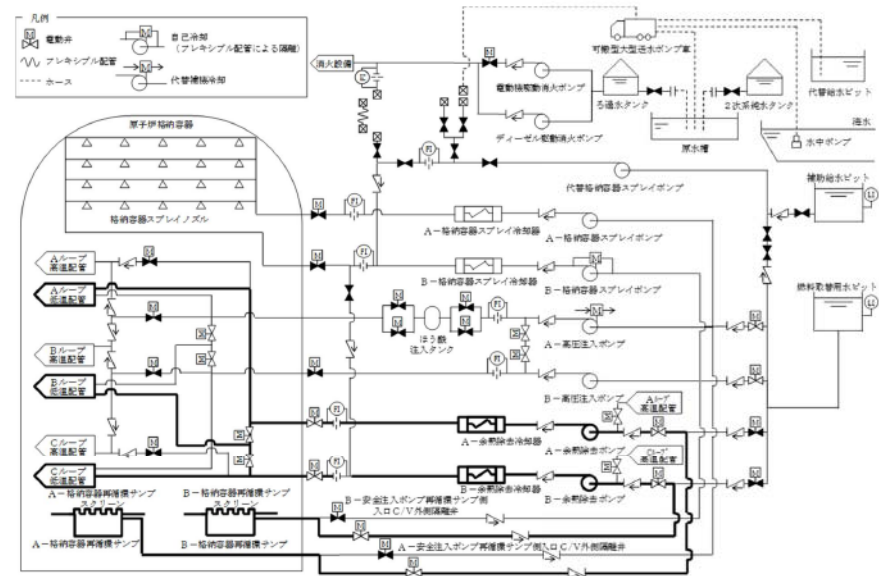 凡例
電動弁
フレキシブル配管
ホース
自己冷却
(フレキシブル配管による隔離)
代替補機冷却
消火設備
電動機駆動消火ポンプ
ディーゼル駆動消火ポンプ
ろ過水タンク
可搬型大型送水ポンプ車
2次系純水タンク
原水槽
代替給水ピット
海水
水中ポンプ
補助給水ピット
燃料取替用水ピット
代替格納容器スプレイポンプ
原子炉格納容器
格納容器スプレイノズル
A-格納容器スプレイ冷却器
A-格納容器スプレイポンプ
B-格納容器スプレイ冷却器
B-格納容器スプレイポンプ
ほう酸
注入タンク
A-高圧注入ポンプ
B-高圧注入ポンプ
Aループ
高温配管
Aループ
低温配管
Bループ
高温配管
Bループ
低温配管
Cループ
高温配管
Cループ
低温配管
Aループ
高温配管
A-余熱除去冷却器
A-余熱除去ポンプ
Cループ
高温配管
B-余熱除去冷却器
B-余熱除去ポンプ
A-格納容器再循環サンプ
スクリーン
B-格納容器再循環サンプ
スクリーン
A-格納容器再循環サンプ
B-格納容器再循環サンプ
B-安全注入ポンプ再循環サンプ側
入口C/V外側隔離弁
A-安全注入ポンプ再循環サンプ側入口C/V外側隔離弁